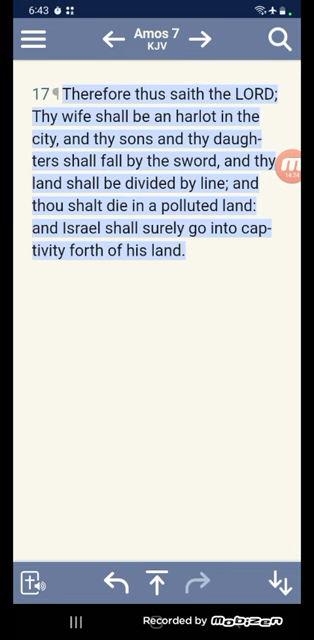 6:43
Amos 7
KJV
17 ¶ Therefore thus saith the LORD;
Thy wife shall be an harlot in the
city, and thy sons and thy daugh-
ters shall fall by the sword, and thy
land shall be divided by line; and
thou shalt die in a polluted land:
and Israel shall surely go into cap-
tivity forth of his land.
Recorded by mobizen